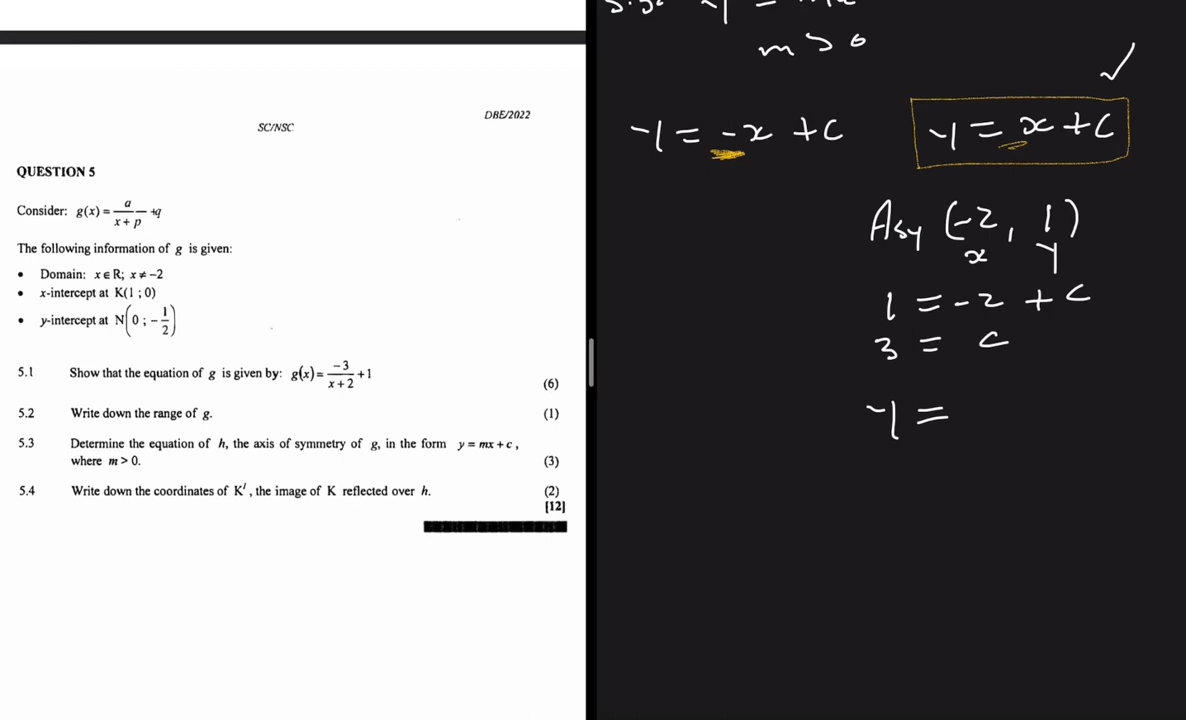 DBE/2022
SC/NSC
QUESTION 5
Consider: g(x) = a/(x + p) + q
The following information of g is given:
• Domain: x ∈ R; x ≠ −2
• x-intercept at K(1 ; 0)
• y-intercept at N(0 ; −1/2)
5.1 Show that the equation of g is given by: g(x) = −3/(x + 2) + 1 (6)
5.2 Write down the range of g. (1)
5.3 Determine the equation of h, the axis of symmetry of g, in the form y = mx + c ,
where m > 0. (3)
5.4 Write down the coordinates of K′ , the image of K reflected over h. (2)
[12]
m > 0
y = -x + c
y = x + c
Asy (-2, 1)
x y
1 = -2 + c
3 = c
y =